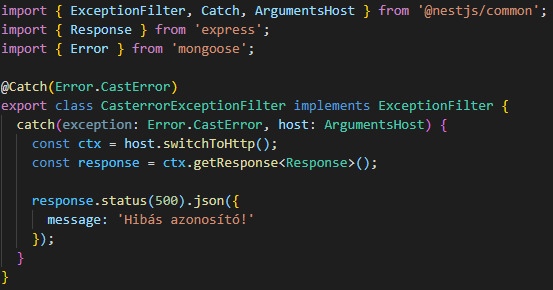 import { ExceptionFilter, Catch, ArgumentsHost } from '@nestjs/common';
import { Response } from 'express';
import { Error } from 'mongoose';

@Catch(Error.CastError)
export class CasterrorExceptionFilter implements ExceptionFilter {
  catch(exception: Error.CastError, host: ArgumentsHost) {
    const ctx = host.switchToHttp();
    const response = ctx.getResponse<Response>();

    response.status(500).json({
      message: 'Hibás azonosító!'
    });
  }
}